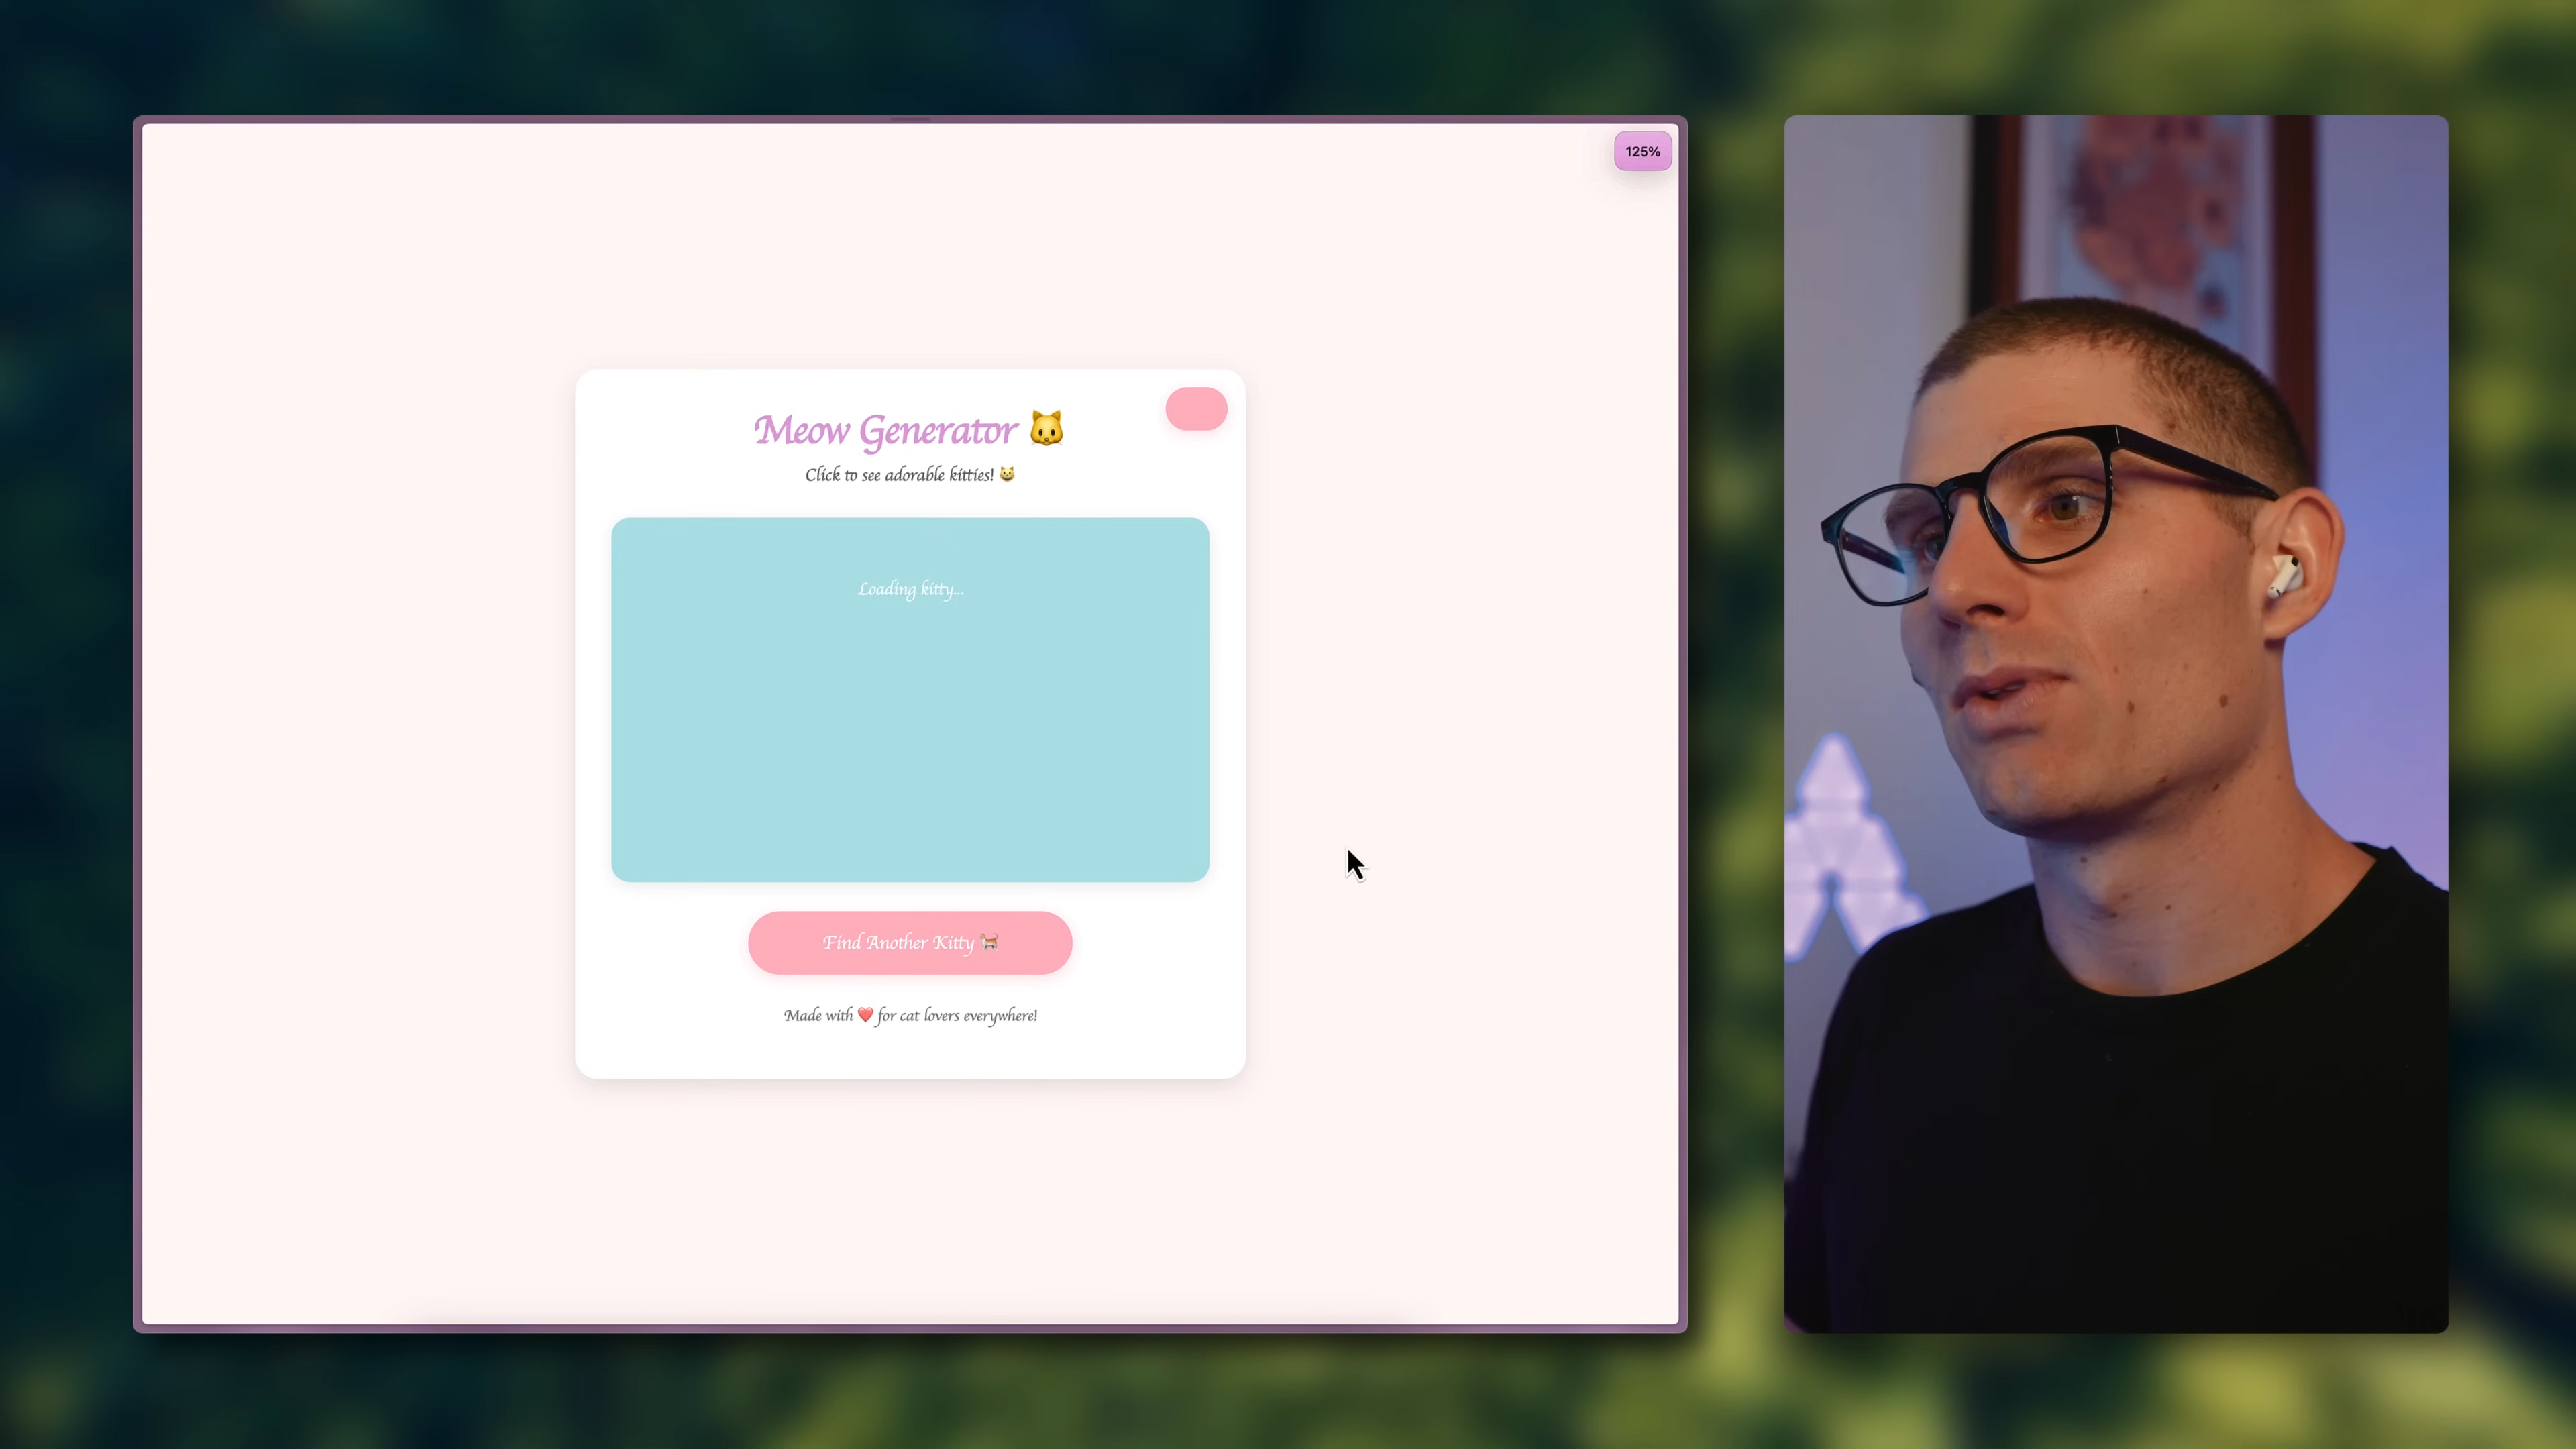 125%
Meow Generator 🐱
Click to see adorable kitties! 😺
Loading kitty...
Find Another Kitty 🐈
Made with ❤️ for cat lovers everywhere!